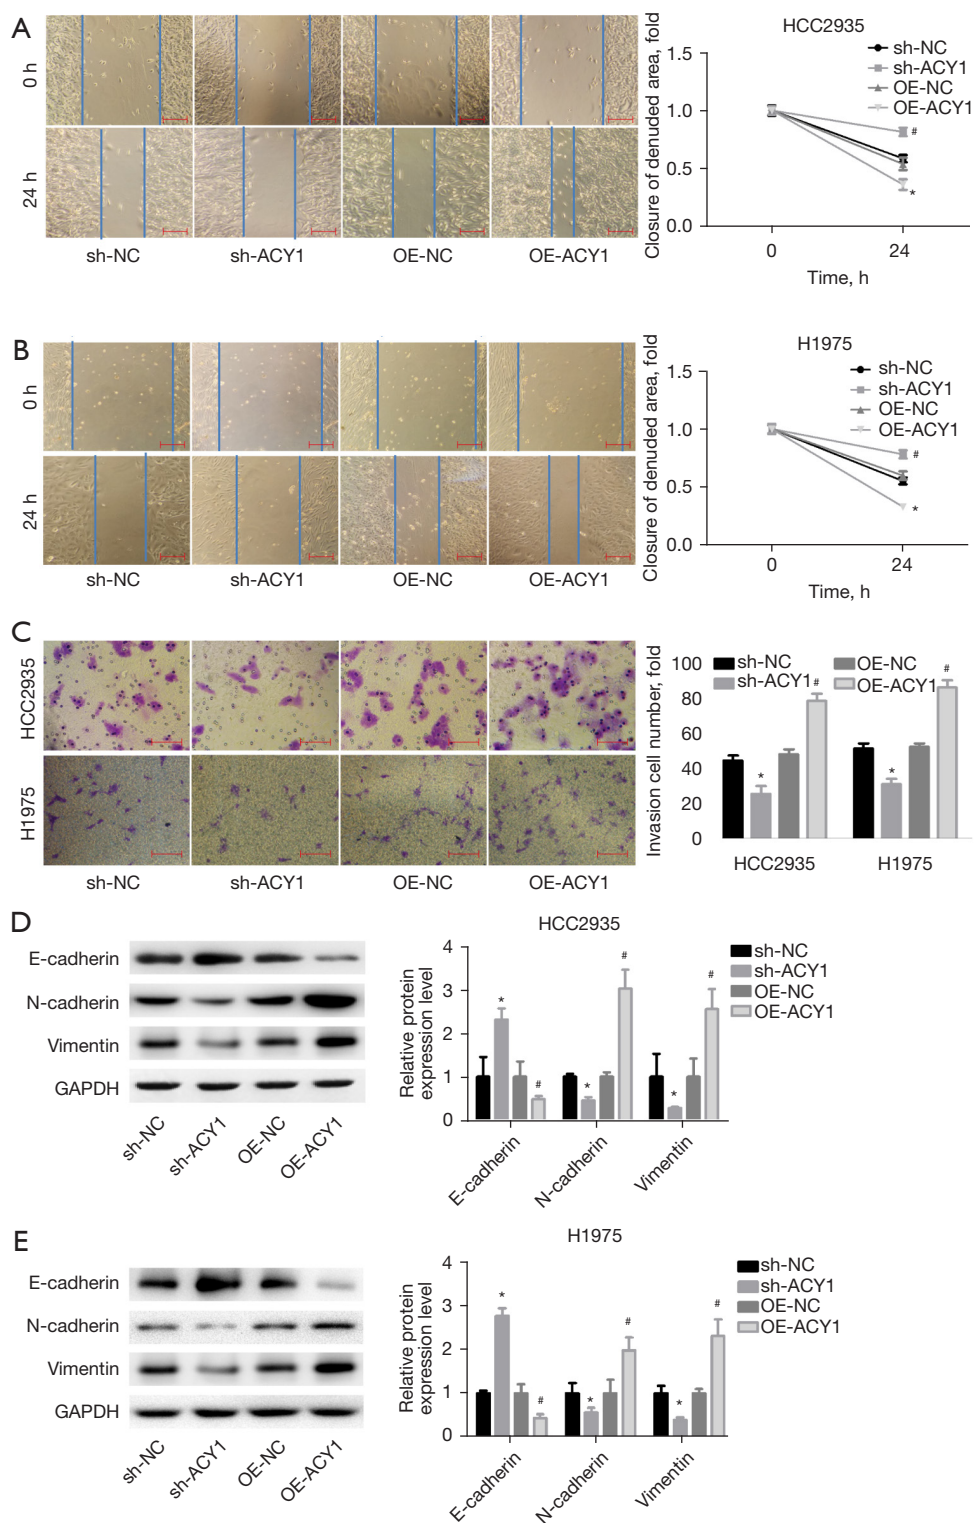 A
0 h
24 h
sh-NC
sh-ACY1
OE-NC
OE-ACY1
HCC2935
Closure of denuded area, fold
1.5
1.0
0.5
0.0
0
24
Time, h
sh-NC
sh-ACY1
OE-NC
OE-ACY1
#
*
B
0 h
24 h
sh-NC
sh-ACY1
OE-NC
OE-ACY1
H1975
Closure of denuded area, fold
1.5
1.0
0.5
0.0
0
24
Time, h
sh-NC
sh-ACY1
OE-NC
OE-ACY1
#
*
C
HCC2935
H1975
sh-NC
sh-ACY1
OE-NC
OE-ACY1
Invasion cell number, fold
100
80
60
40
20
0
sh-NC
sh-ACY1
OE-NC
OE-ACY1
*
#
*
#
HCC2935
H1975
D
E-cadherin
N-cadherin
Vimentin
GAPDH
sh-NC
sh-ACY1
OE-NC
OE-ACY1
HCC2935
Relative protein
expression level
4
3
2
1
0
*
#
*
#
*
#
E-cadherin
N-cadherin
Vimentin
sh-NC
sh-ACY1
OE-NC
OE-ACY1
E
E-cadherin
N-cadherin
Vimentin
GAPDH
sh-NC
sh-ACY1
OE-NC
OE-ACY1
H1975
Relative protein
expression level
4
3
2
1
0
*
#
*
#
*
#
E-cadherin
N-cadherin
Vimentin
sh-NC
sh-ACY1
OE-NC
OE-ACY1